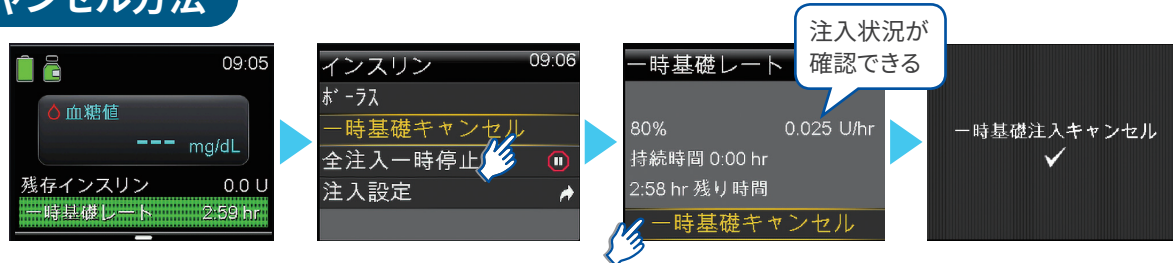 ャンセル方法
09:05
血糖値
--- mg/dL
残存インスリン 0.0 U
一時基礎レート 2:59 hr
インスリン 09:06
ボーラス
一時基礎キャンセル
全注入一時停止
注入設定
一時基礎レート
注入状況が
確認できる
80% 0.025 U/hr
持続時間 0:00 hr
2:58 hr 残り時間
一時基礎キャンセル
一時基礎注入キャンセル